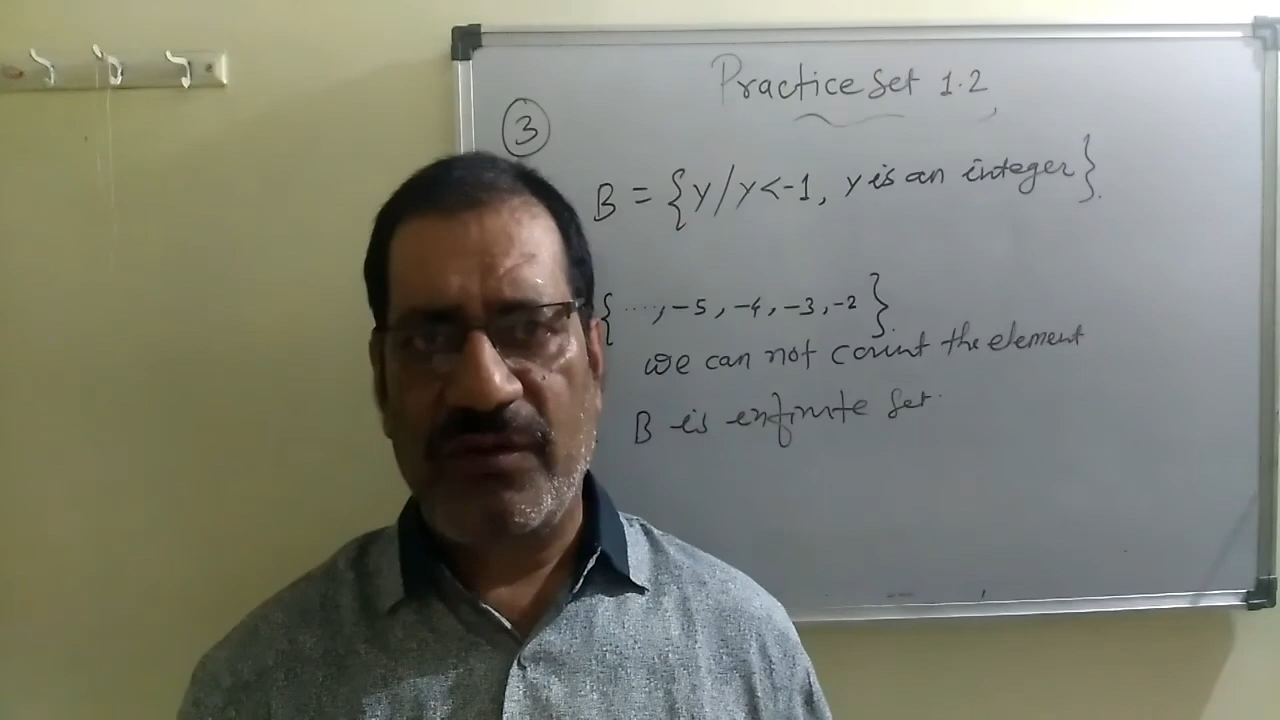 Practice Set 1.2
3
B = {y/y<-1, y is an integer}.
{ ...., -5, -4, -3, -2 }.
we can not count the element
B is infinite set.